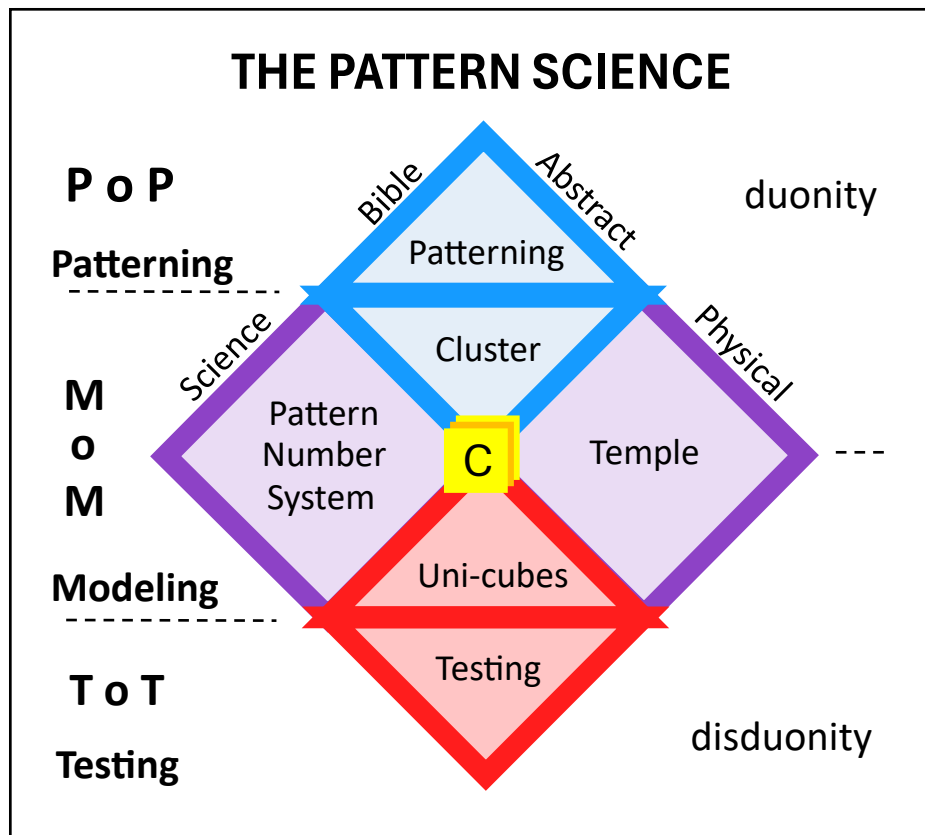 THE PATTERN SCIENCE
P o P
Bible
Abstract
duonity
Patterning
Patterning
Science
Cluster
Physical
M
o
M
Pattern
Number
System
C
Temple
Modeling
Uni-cubes
T o T
Testing
disduonity
Testing